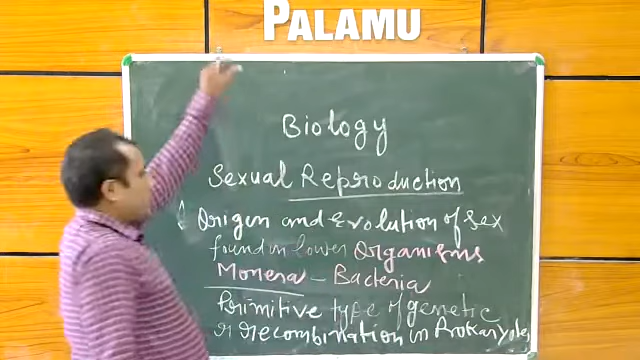 PALAMU
Biology
Sexual Reproduction
Origin and Evolution of Sex
found in lower Organisms
Monera - Bacteria
Primitive type of genetic
recombination in Prokaryotes